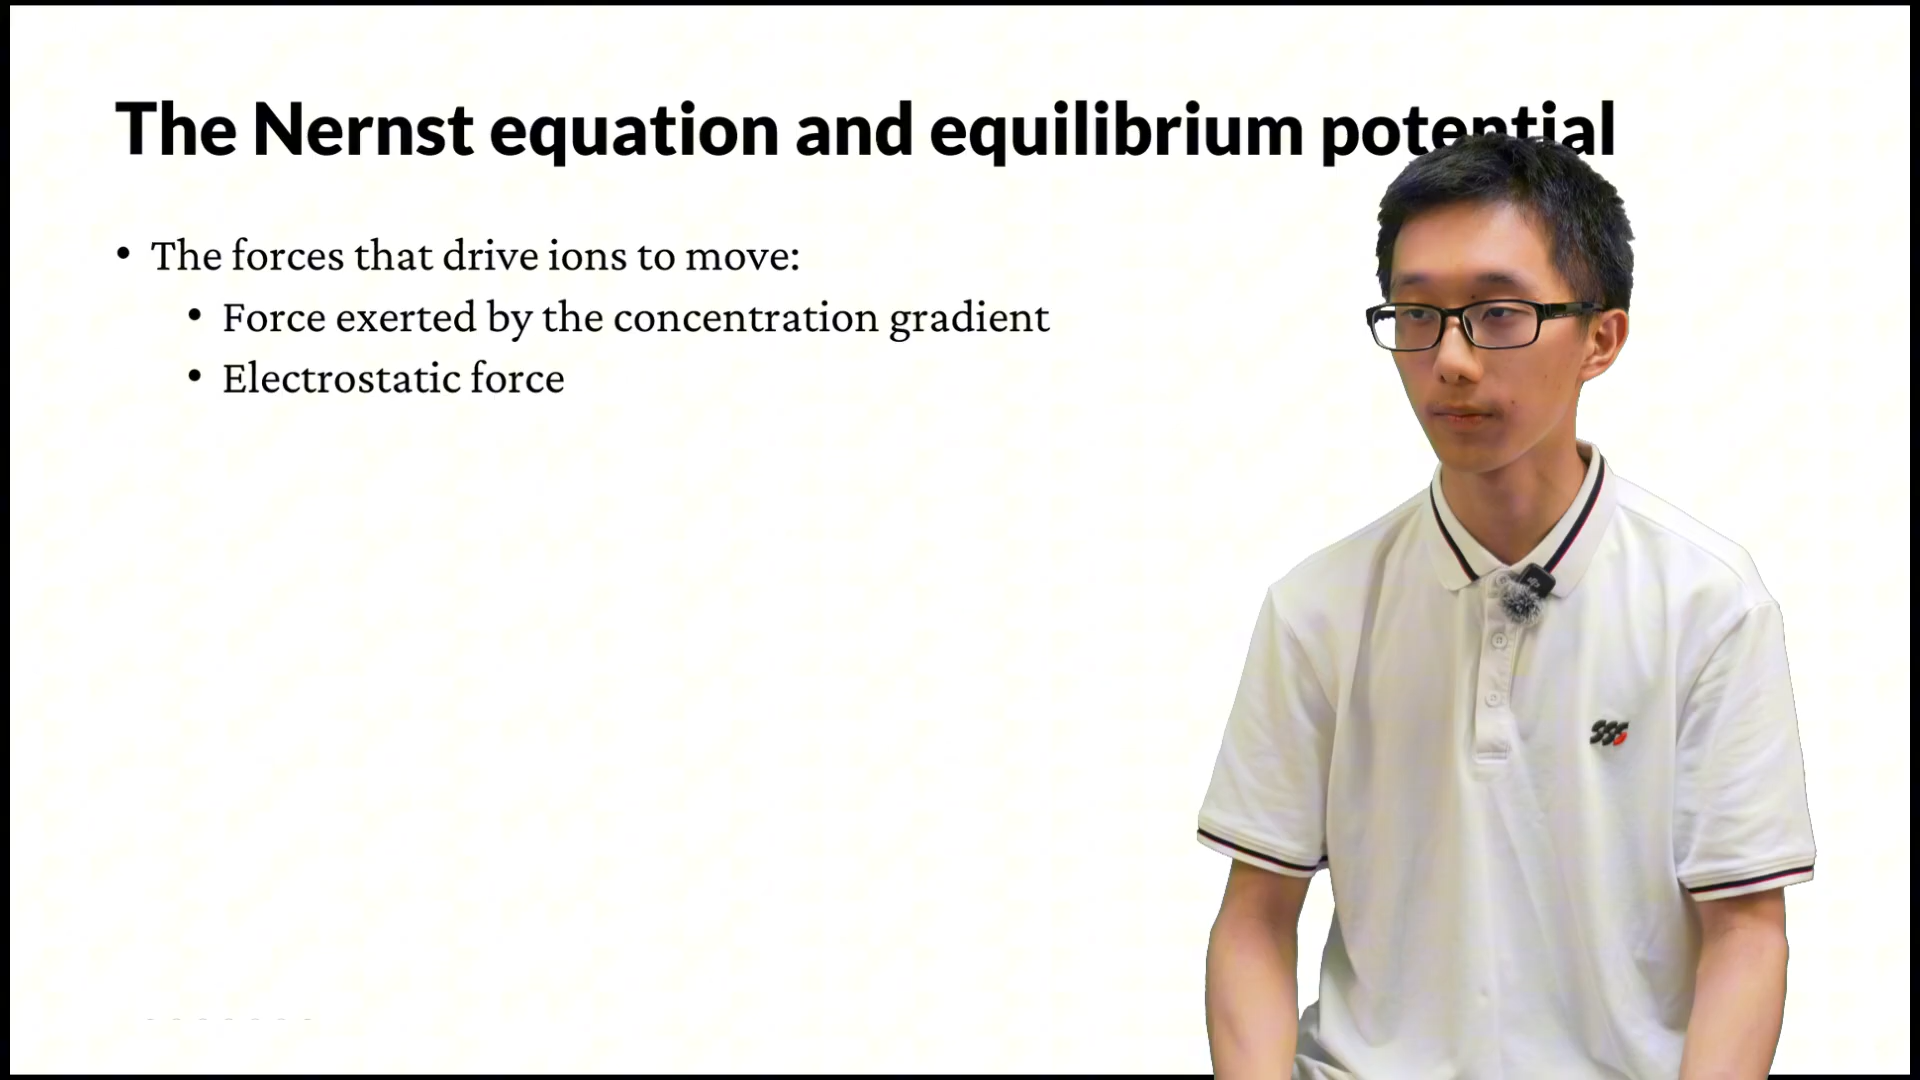 The Nernst equation and equilibrium potential
• The forces that drive ions to move:
• Force exerted by the concentration gradient
• Electrostatic force
SSS